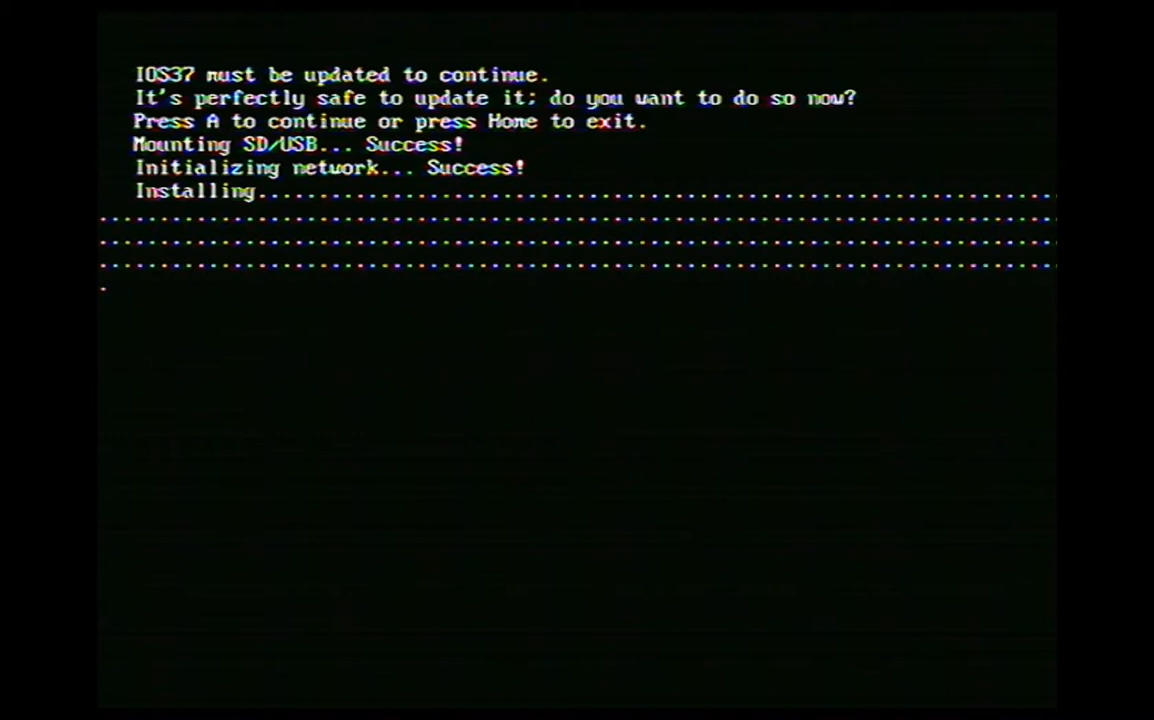 IOS37 must be updated to continue.
It's perfectly safe to update it; do you want to do so now?
Press A to continue or press Home to exit.
Mounting SD/USB... Success!
Initializing network... Success!
Installing.................................................................
..............................................................................
..............................................................................
..............................................................................
.